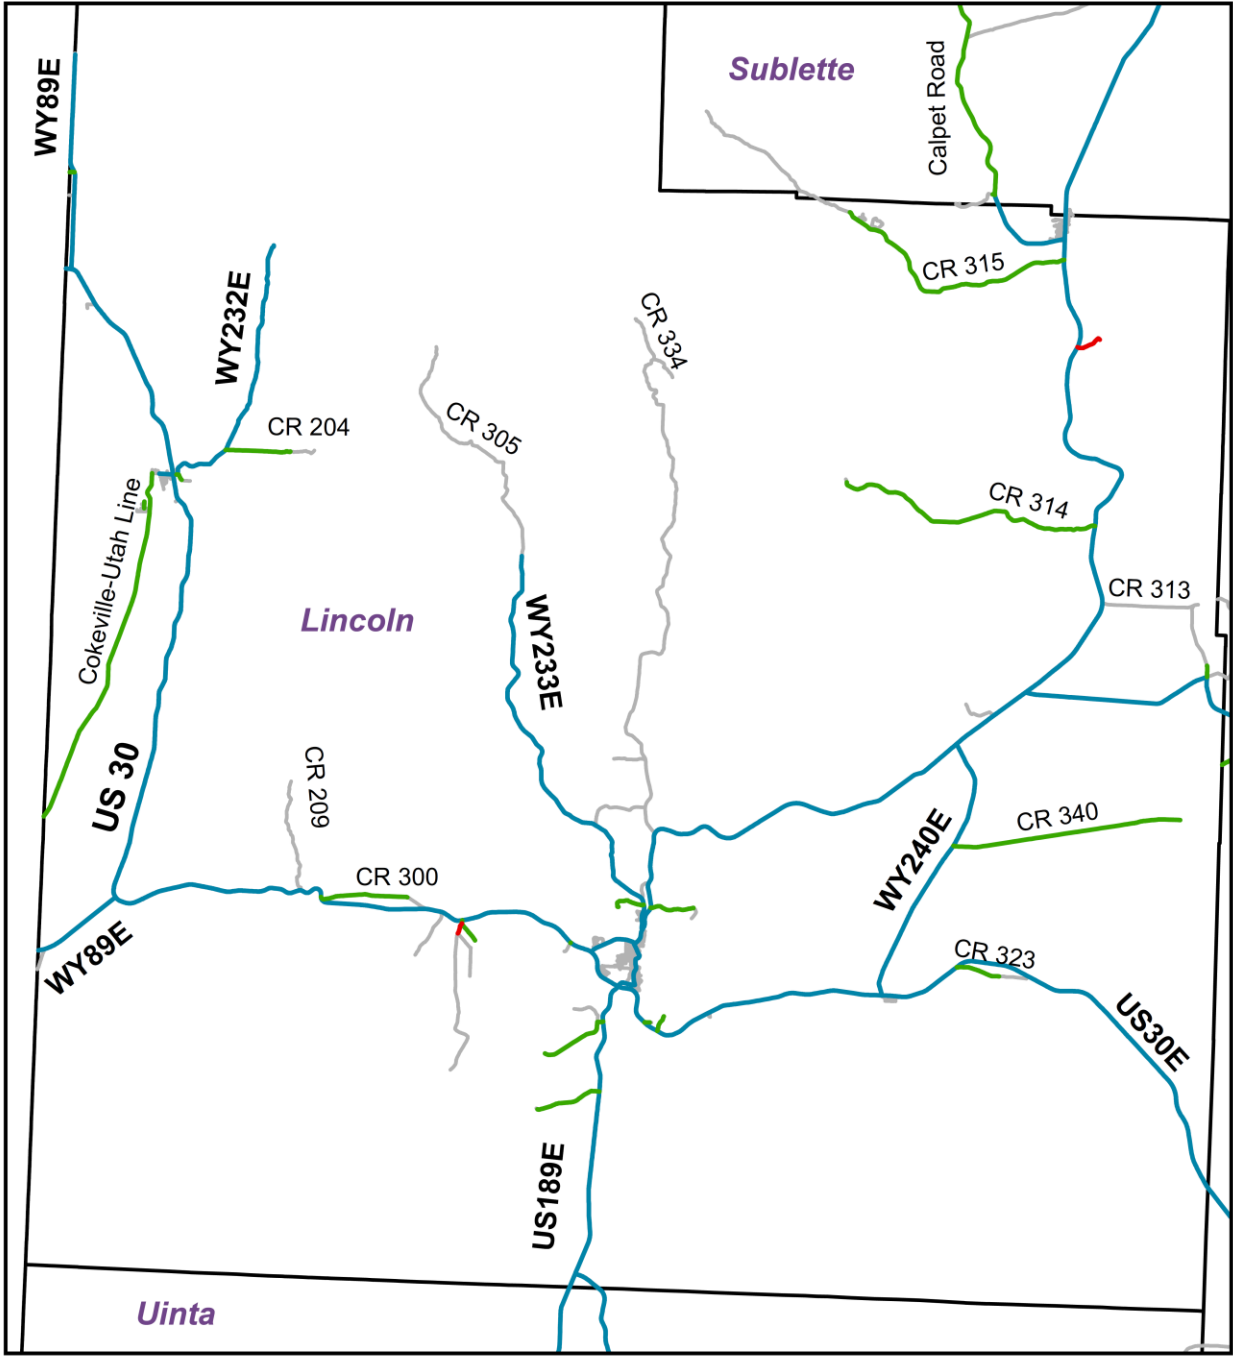 Sublette
WY89E
Calpet Road
CR 315
WY232E
CR 334
CR 204
CR 305
CR 314
Cokeville-Utah Line
CR 313
Lincoln
WY233E
US 30
CR 209
CR 340
WY240E
CR 300
WY89E
CR 323
US30E
US189E
Uinta